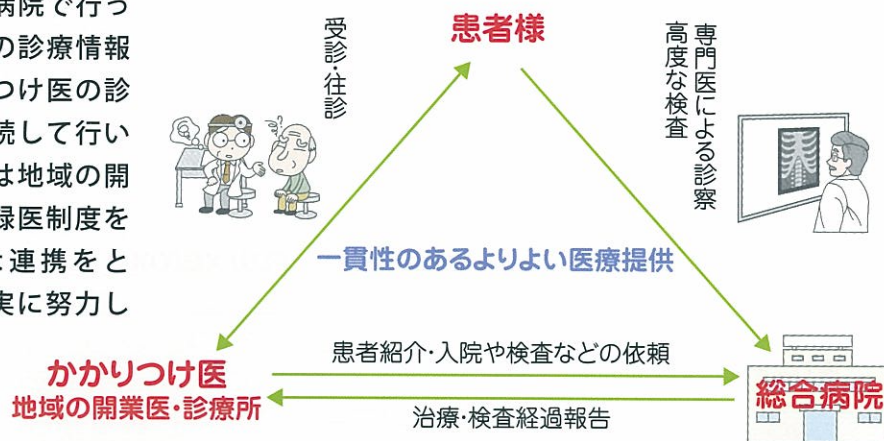 病院で行っ
の診療情報
つけ医の診
続して行い
は地域の開
録医制度を
連携をと
実に努力し
受診・往診
患者様
専門医による診察
高度な検査
一貫性のあるよりよい医療提供
かかりつけ医
地域の開業医・診療所
患者紹介・入院や検査などの依頼
治療・検査経過報告
総合病院